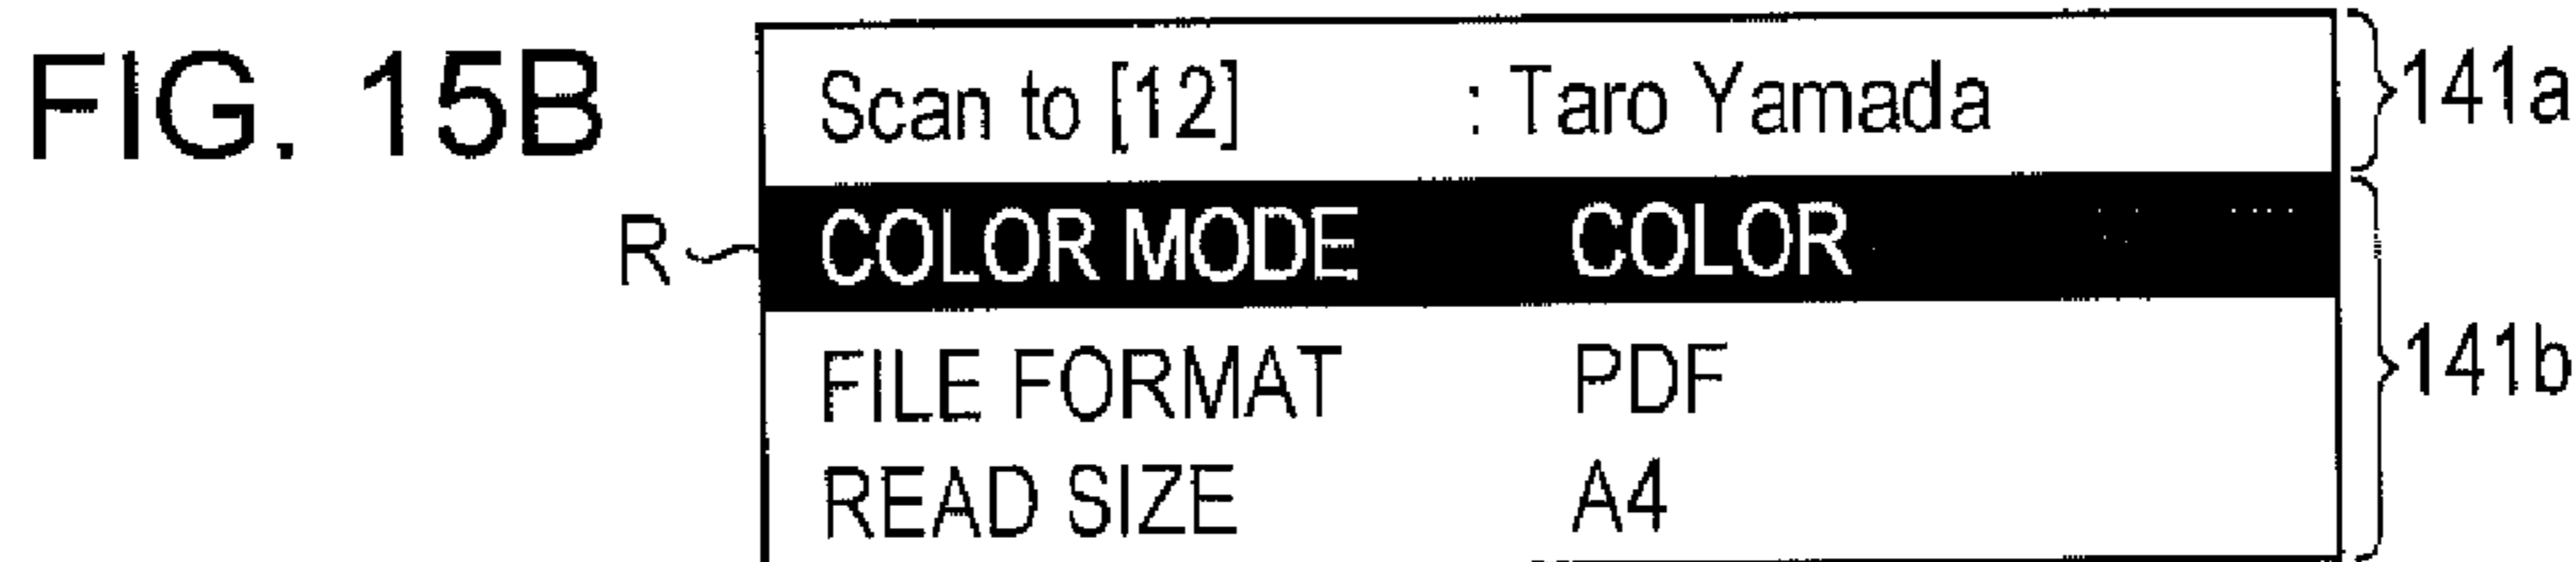 FIG. 15B
Scan to [12] : Taro Yamada
141a
R
COLOR MODE COLOR
FILE FORMAT PDF
141b
READ SIZE A4